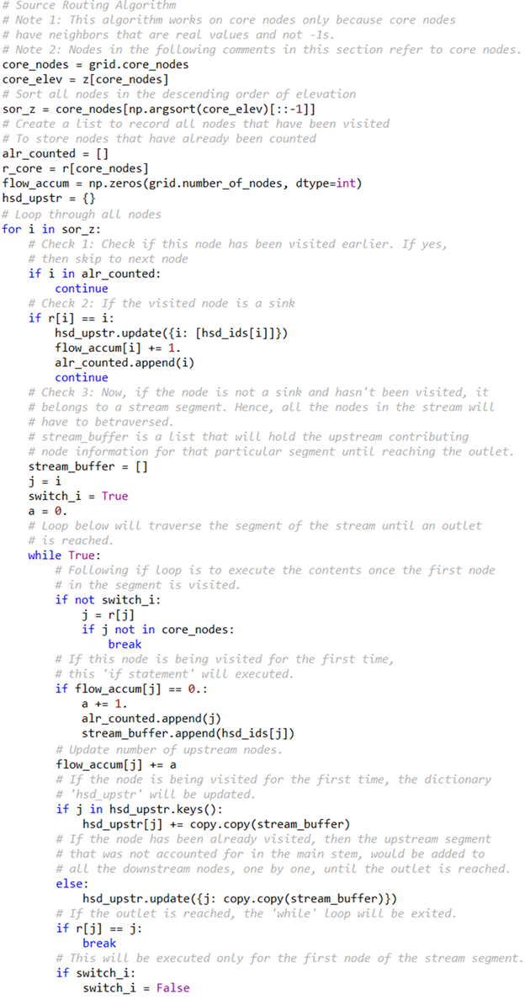 # Source Routing Algorithm
# Note 1: This algorithm works on core nodes only because core nodes
# have neighbors that are real values and not -1s.
# Note 2: Nodes in the following comments in this section refer to core nodes.
core_nodes = grid.core_nodes
core_elev = z[core_nodes]
# Sort all nodes in the descending order of elevation
sor_z = core_nodes[np.argsort(core_elev)[::-1]]
# Create a list to record all nodes that have been visited
# To store nodes that have already been counted
alr_counted = []
r_core = r[core_nodes]
flow_accum = np.zeros(grid.number_of_nodes, dtype=int)
hsd_upstr = {}
# Loop through all nodes
for i in sor_z:
    # Check 1: Check if this node has been visited earlier. If yes,
    # then skip to next node
    if i in alr_counted:
        continue
    # Check 2: If the visited node is a sink
    if r[i] == i:
        hsd_upstr.update({i: [hsd_ids[i]]})
        flow_accum[i] += 1.
        alr_counted.append(i)
        continue
    # Check 3: Now, if the node is not a sink and hasn't been visited, it
    # belongs to a stream segment. Hence, all the nodes in the stream will
    # have to betraversed.
    # stream_buffer is a list that will hold the upstream contributing
    # node information for that particular segment until reaching the outlet.
    stream_buffer = []
    j = i
    switch_i = True
    a = 0.
    # Loop below will traverse the segment of the stream until an outlet
    # is reached.
    while True:
        # Following if loop is to execute the contents once the first node
        # in the segment is visited.
        if not switch_i:
            j = r[j]
            if j not in core_nodes:
                break
        # If this node is being visited for the first time,
        # this 'if statement' will executed.
        if flow_accum[j] == 0.:
            a += 1.
            alr_counted.append(j)
            stream_buffer.append(hsd_ids[j])
        # Update number of upstream nodes.
        flow_accum[j] += a
        # If the node is being visited for the first time, the dictionary
        # 'hsd_upstr' will be updated.
        if j in hsd_upstr.keys():
            hsd_upstr[j] += copy.copy(stream_buffer)
        # If the node has been already visited, then the upstream segment
        # that was not accounted for in the main stem, would be added to
        # all the downstream nodes, one by one, until the outlet is reached.
        else:
            hsd_upstr.update({j: copy.copy(stream_buffer)})
        # If the outlet is reached, the 'while' loop will be exited.
        if r[j] == j:
            break
        # This will be executed only for the first node of the stream segment.
        if switch_i:
            switch_i = False